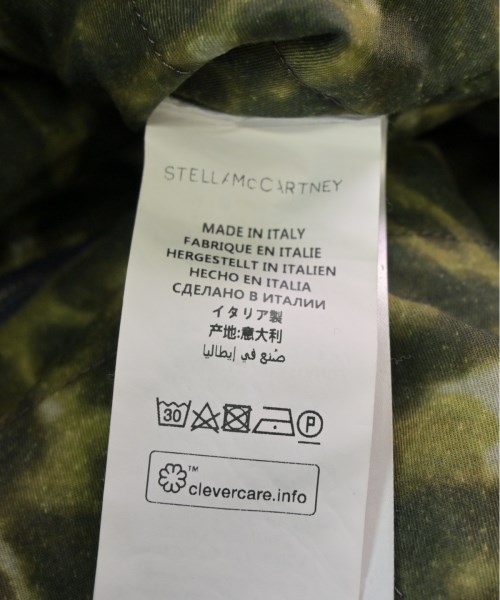 STELLA McCARTNEY
MADE IN ITALY
FABRIQUE EN ITALIE
HERGESTELLT IN ITALIEN
HECHO EN ITALIA
СДЕЛАНО В ИТАЛИИ
イタリア製
产地:意大利
صُنع في إيطاليا
30 P
™ clevercare.info